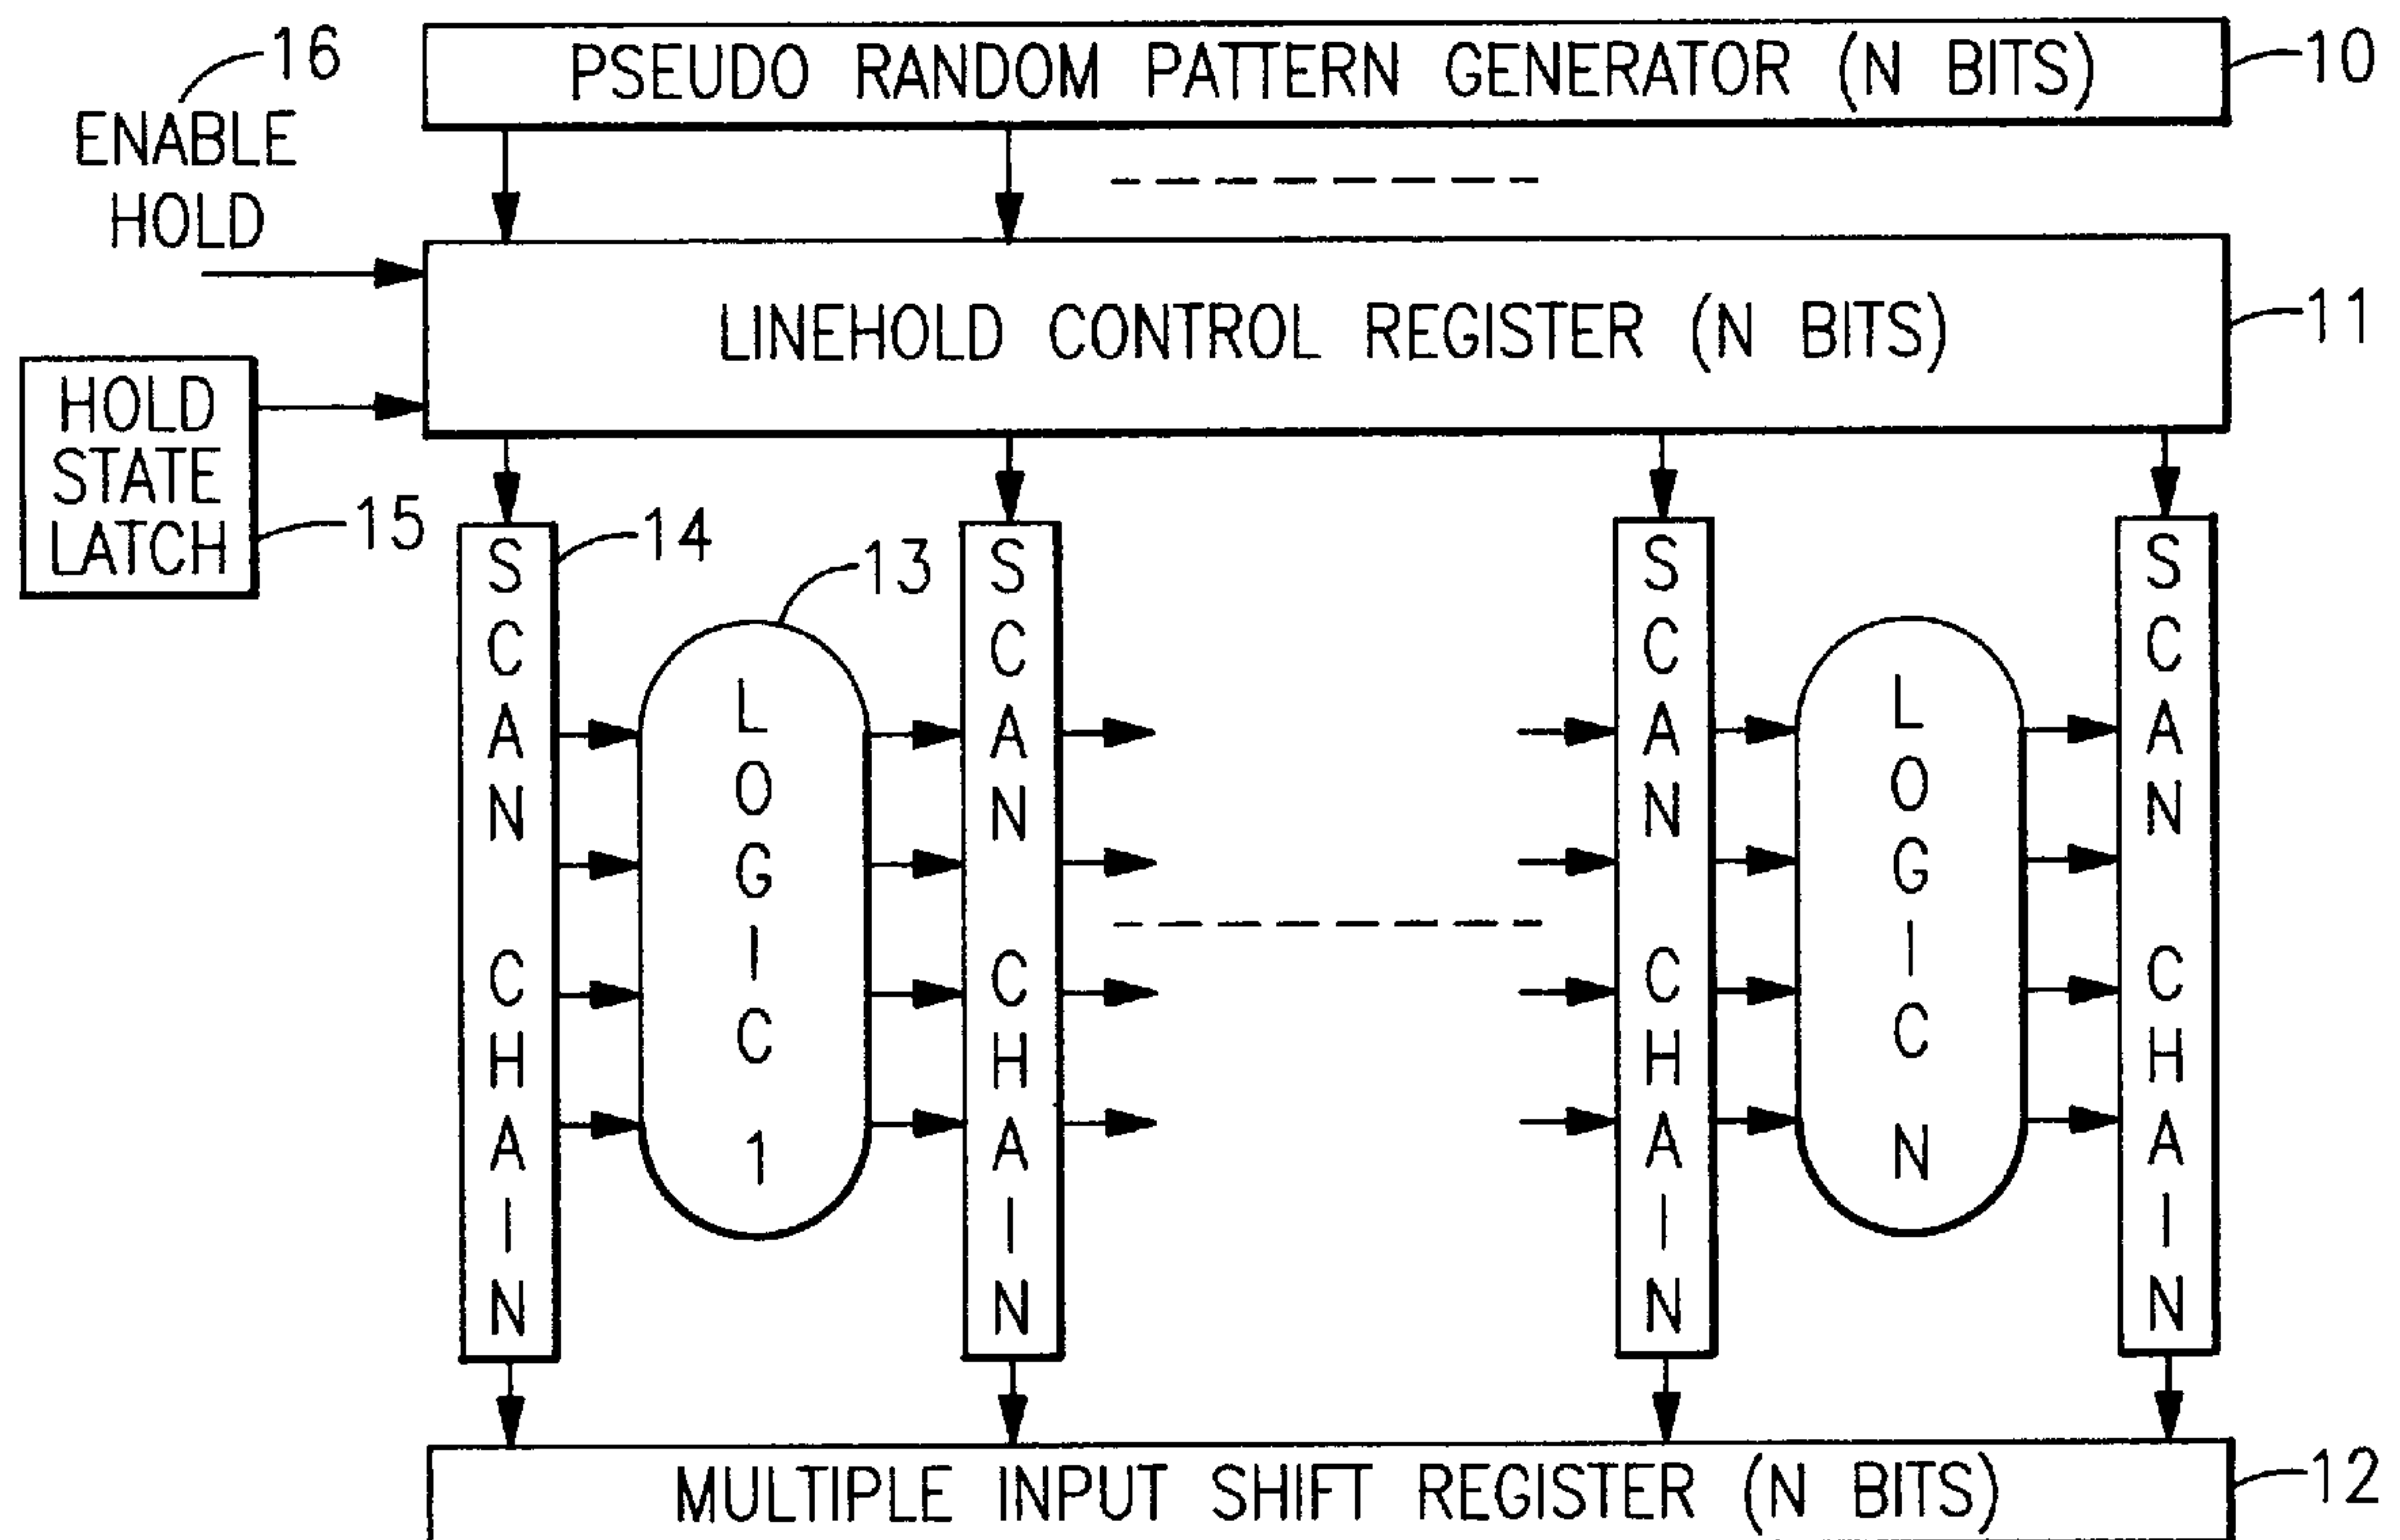 16
PSEUDO RANDOM PATTERN GENERATOR (N BITS)
10
ENABLE
HOLD
LINEHOLD CONTROL REGISTER (N BITS)
11
HOLD
STATE
LATCH
15
14
13
SCAN CHAIN
LOGIC 1
SCAN CHAIN
SCAN CHAIN
LOGIC N
SCAN CHAIN
MULTIPLE INPUT SHIFT REGISTER (N BITS)
12